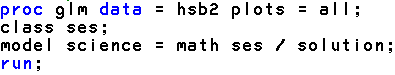 proc glm data = hsb2 plots = all;
class ses;
model science = math ses / solution;
run;